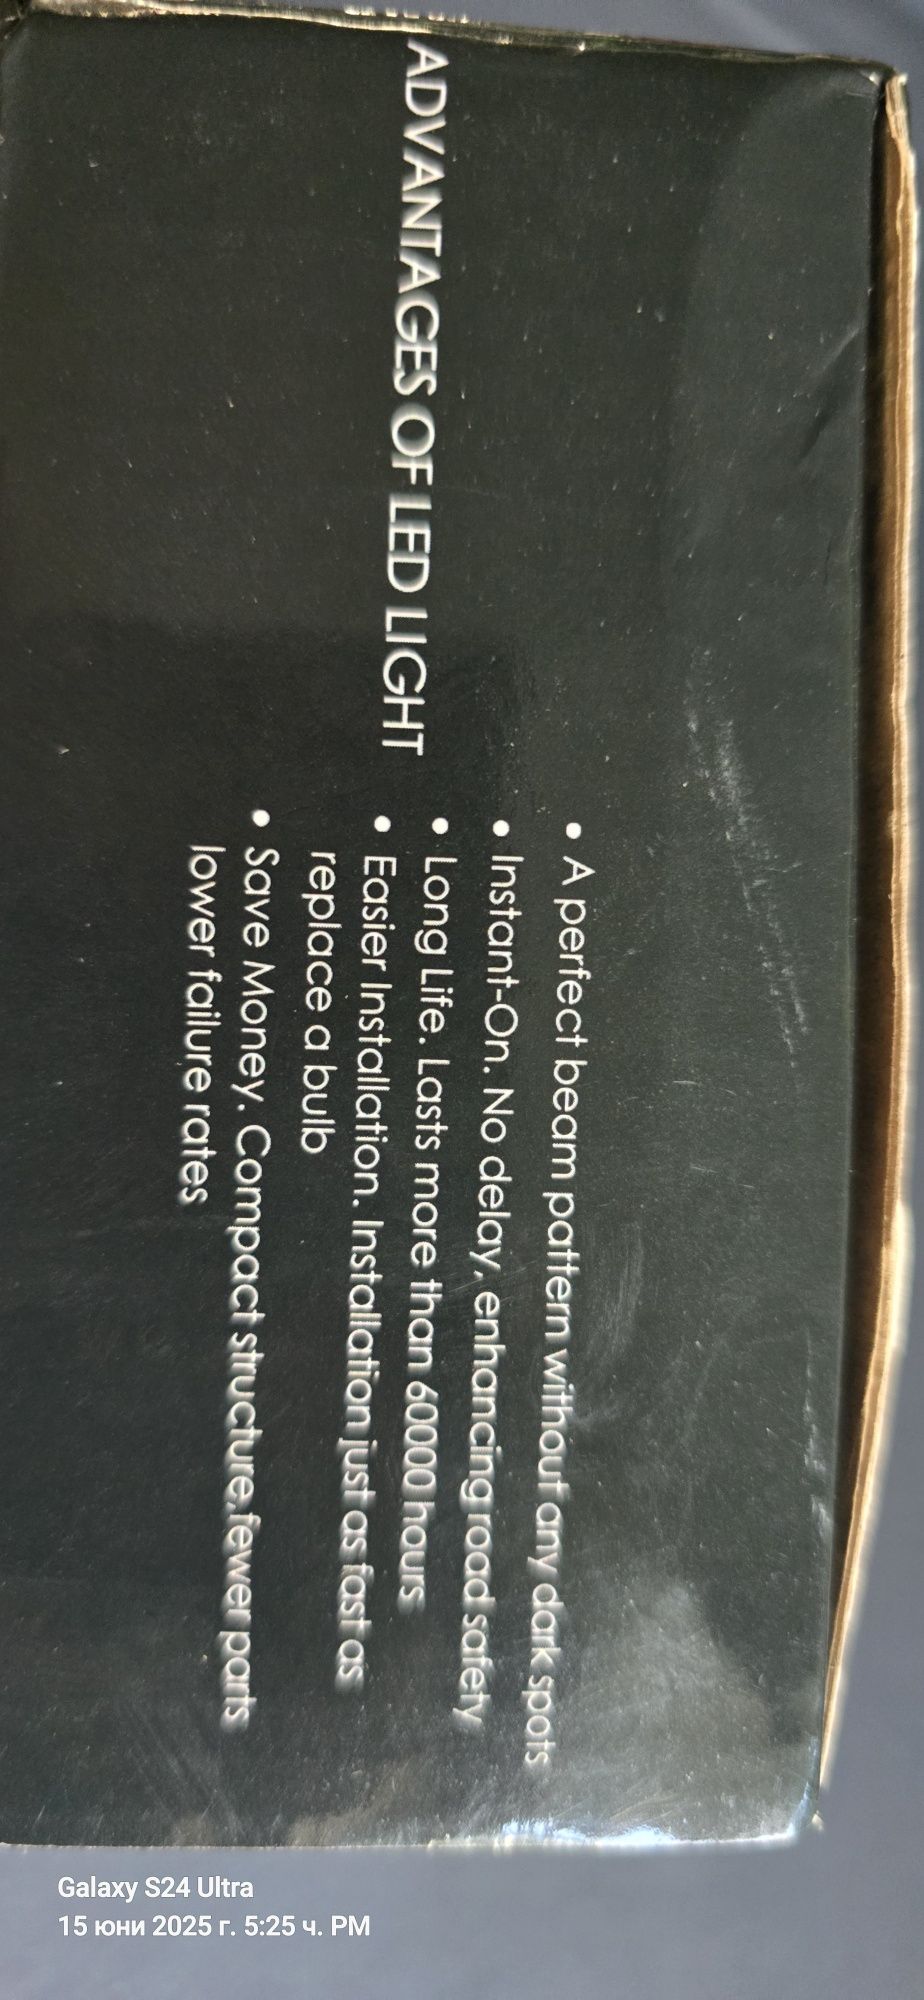 ADVANTAGES OF LED LIGHT
• A perfect beam pattern without any dark spots
• Instant-On. No delay, enhancing road safety
• Long Life. Lasts more than 60000 hours
• Easier Installation. Installation just as fast as
replace a bulb
• Save Money. Compact structure,fewer parts
lower failure rates
Galaxy S24 Ultra
15 юни 2025 г. 5:25 ч. PM